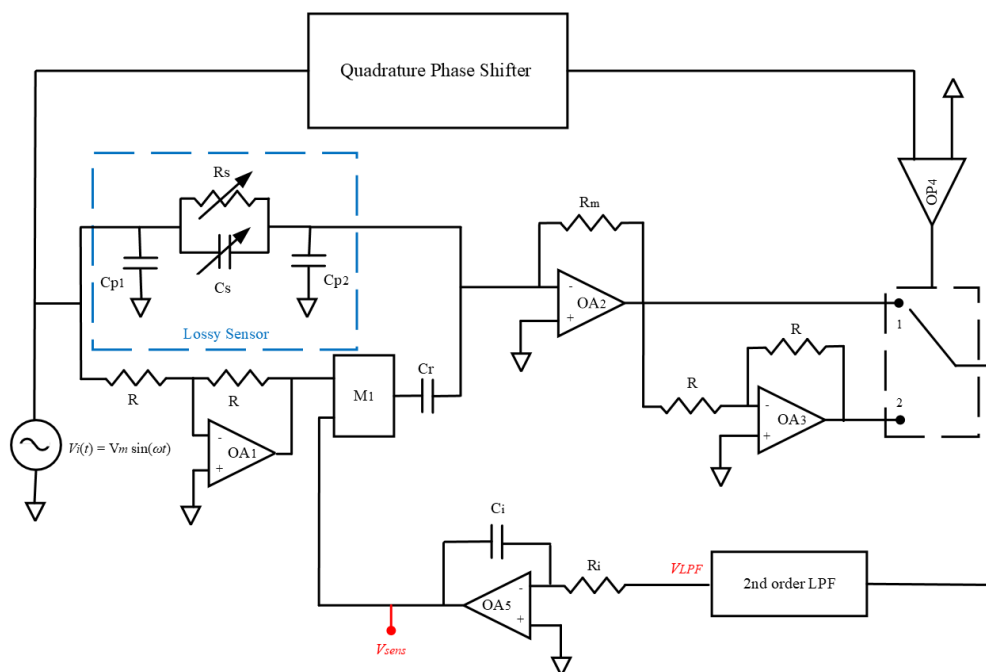 Quadrature Phase Shifter
OP4
Rs
Cp1
Cs
Cp2
Lossy Sensor
Rm
OA2
1
R
R
OA3
2
R
R
M1
Cr
OA1
Vi(t) = Vm sin(ωt)
Ci
OA5
Ri
VLPF
2nd order LPF
Vsens
-
+
-
+
-
+
-
+